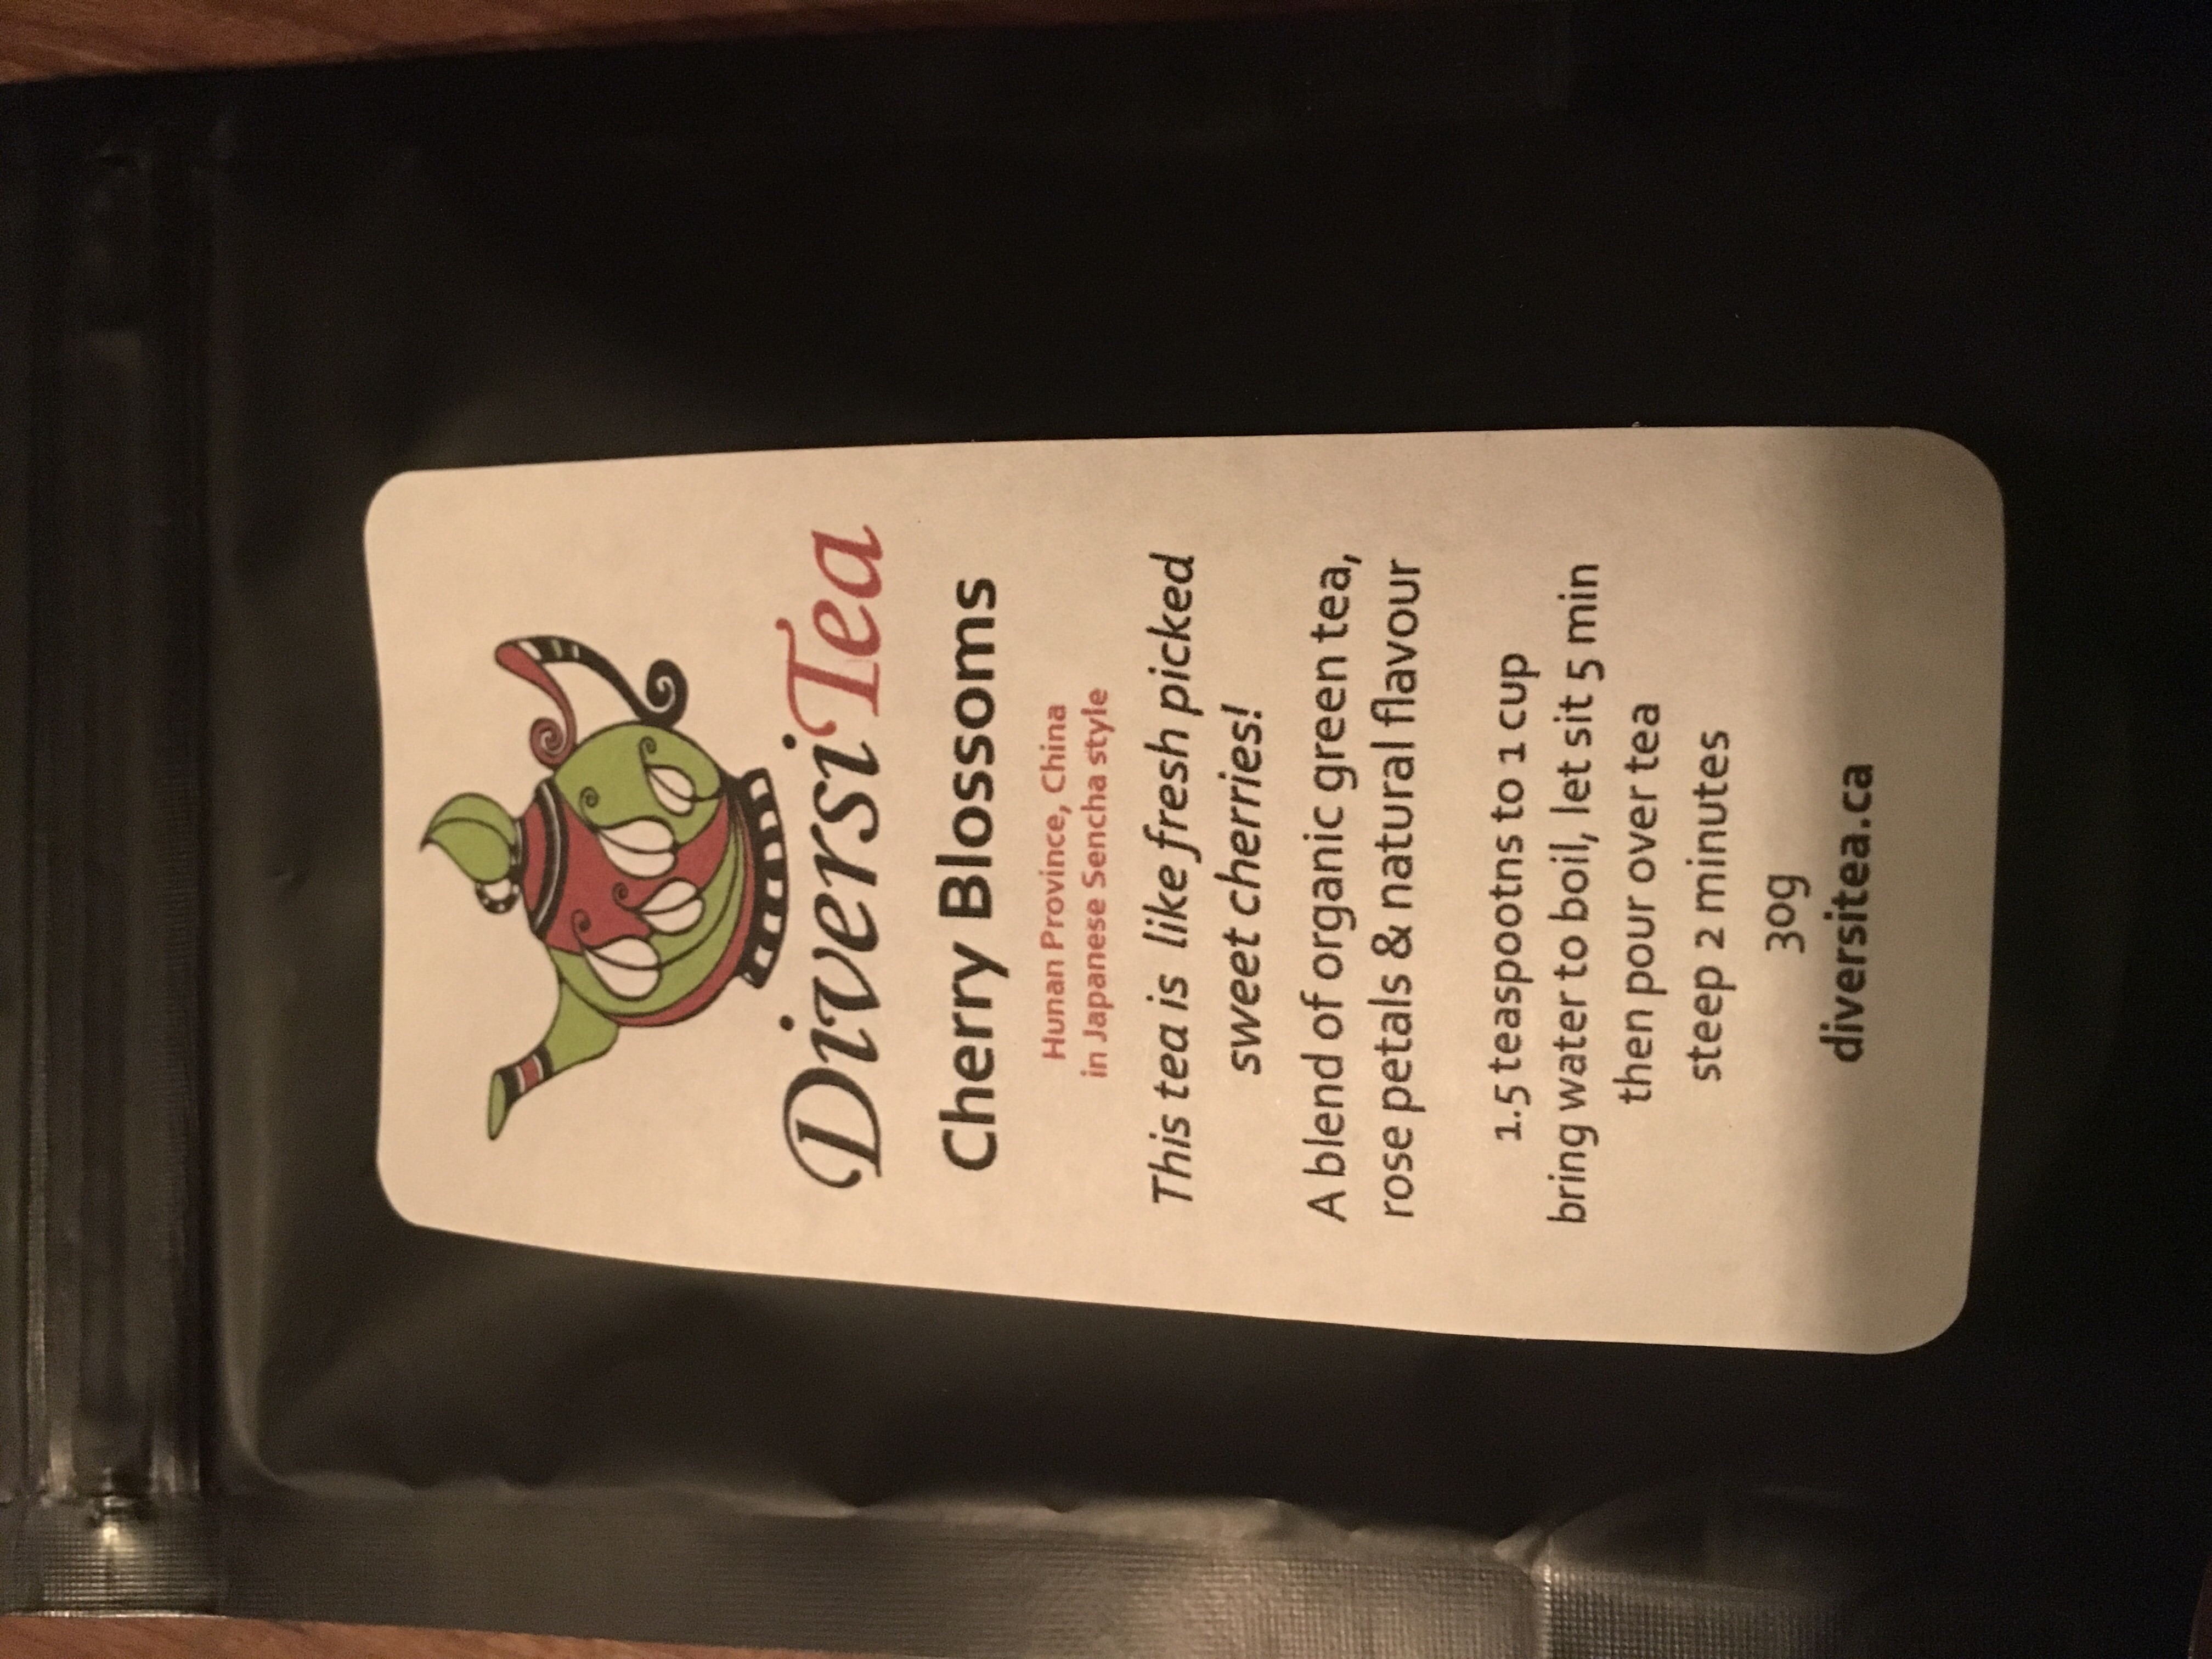 DiversiTea
Cherry Blossoms
Hunan Province, China
in Japanese Sencha style
This tea is like fresh picked
sweet cherries!
A blend of organic green tea,
rose petals & natural flavour
1.5 teaspootns to 1 cup
bring water to boil, let sit 5 min
then pour over tea
steep 2 minutes
30g
diversitea.ca